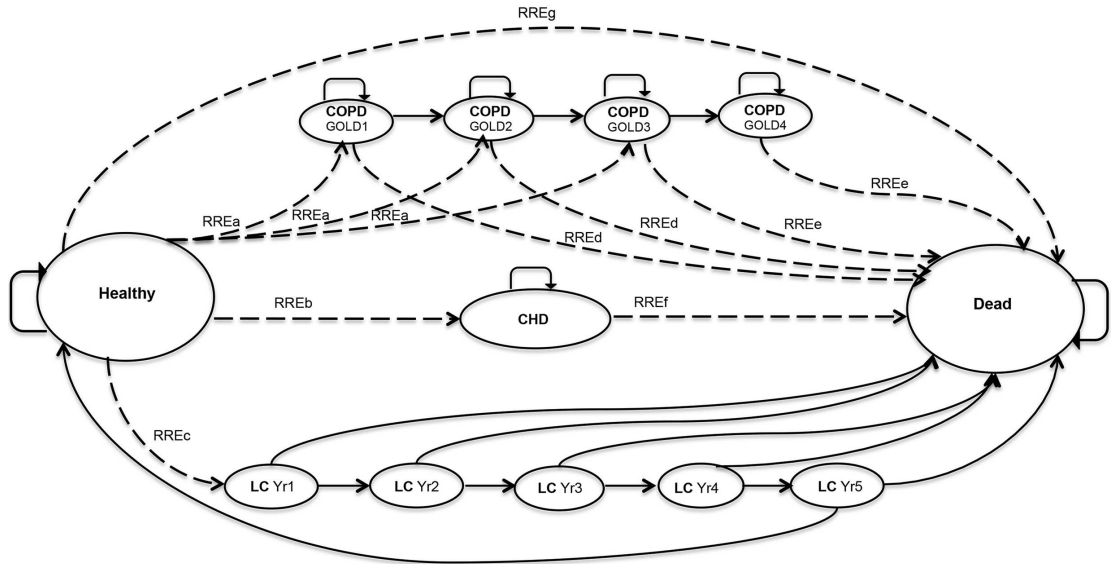 RREg
COPD
GOLD1
COPD
GOLD2
COPD
GOLD3
COPD
GOLD4
RREa
RREa
RREa
RREd
RREd
RREe
RREe
Healthy
RREb
CHD
RREf
Dead
RREc
LC Yr1
LC Yr2
LC Yr3
LC Yr4
LC Yr5